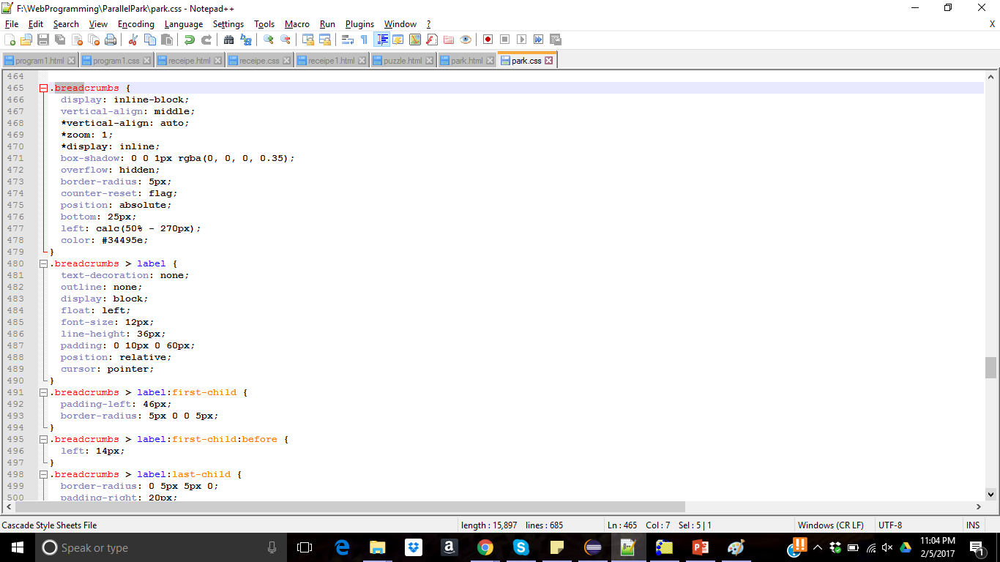 F:\WebProgramming\ParallelPark\park.css - Notepad++
File Edit Search View Encoding Language Settings Tools Macro Run Plugins Window ? X
program1.html program1.css receipe.html receipe.css receipe1.html puzzle.html park.html park.css
464
465 .breadcrumbs {
466 display: inline-block;
467 vertical-align: middle;
468 *vertical-align: auto;
469 *zoom: 1;
470 *display: inline;
471 box-shadow: 0 0 1px rgba(0, 0, 0, 0.35);
472 overflow: hidden;
473 border-radius: 5px;
474 counter-reset: flag;
475 position: absolute;
476 bottom: 25px;
477 left: calc(50% - 270px);
478 color: #34495e;
479 }
480 .breadcrumbs > label {
481 text-decoration: none;
482 outline: none;
483 display: block;
484 float: left;
485 font-size: 12px;
486 line-height: 36px;
487 padding: 0 10px 0 60px;
488 position: relative;
489 cursor: pointer;
490 }
491 .breadcrumbs > label:first-child {
492 padding-left: 46px;
493 border-radius: 5px 0 0 5px;
494 }
495 .breadcrumbs > label:first-child:before {
496 left: 14px;
497 }
498 .breadcrumbs > label:last-child {
499 border-radius: 0 5px 5px 0;
500 padding-right: 20px;
Cascade Style Sheets File length : 15,897 lines : 685 Ln : 465 Col : 7 Sel : 5 | 1 Windows (CR LF) UTF-8 INS
Speak or type
11:04 PM
2/5/2017
1